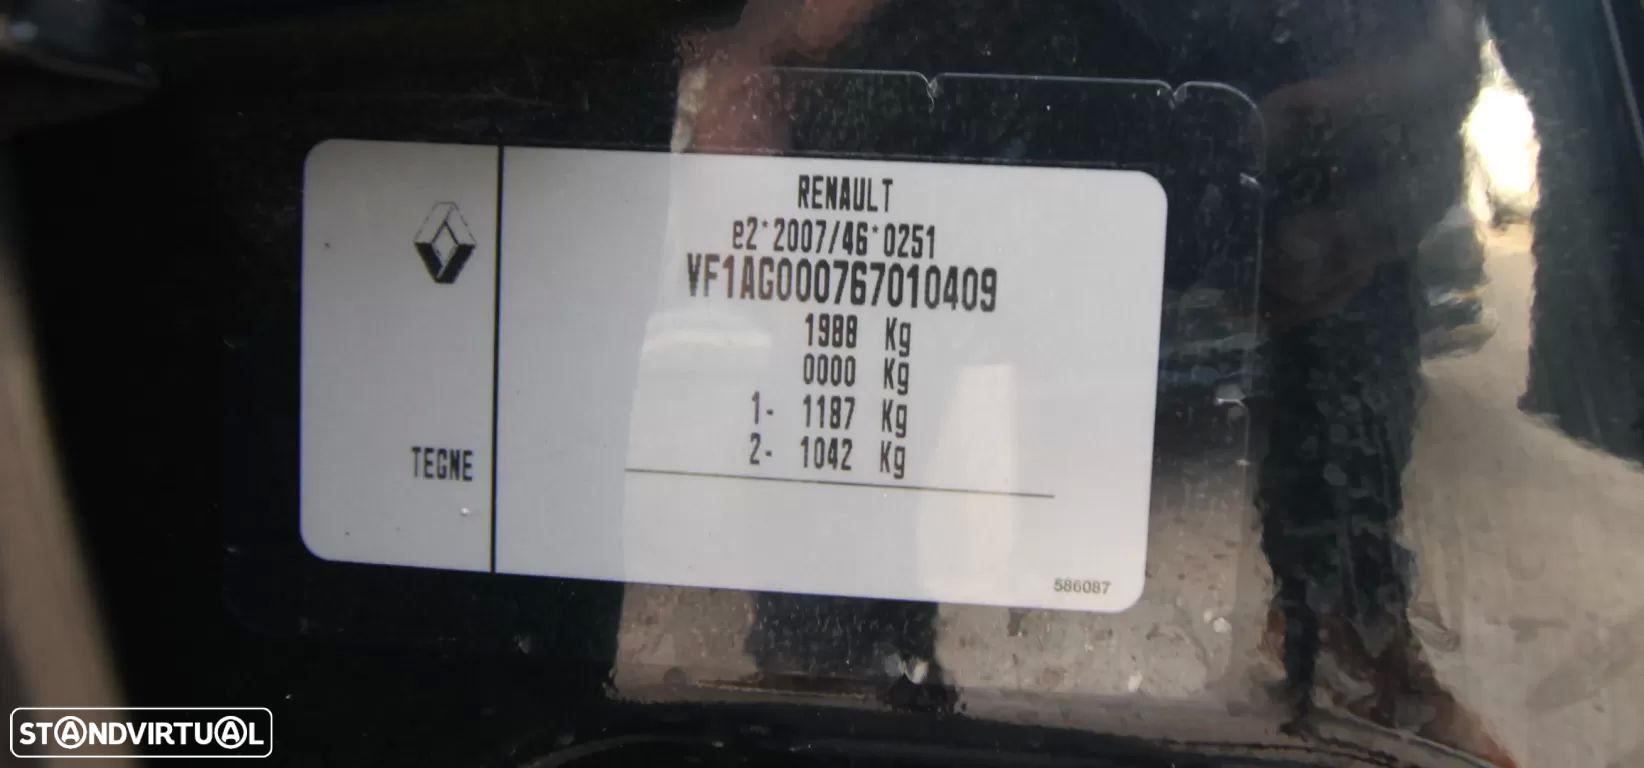 RENAULT
e2*2007/46*0251
VF1AG000767010409
1988 Kg
0000 Kg
1- 1187 Kg
2- 1042 Kg
TEGNE
586087
STANDVIRTUAL